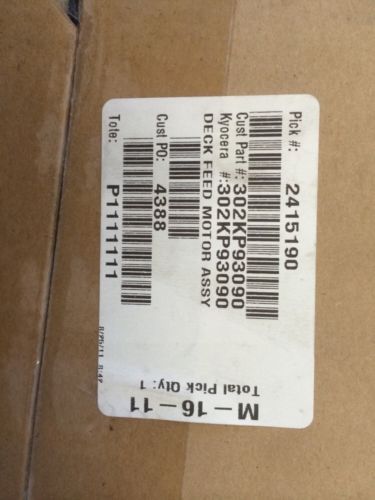 Pick #: 2415190
Cust Part #: 302KP93090
Kyocera #: 302KP93090
DECK FEED MOTOR ASSY
Cust PO: 4388
Tote: P1111111
M-16-11
Total Pick Qty: 1